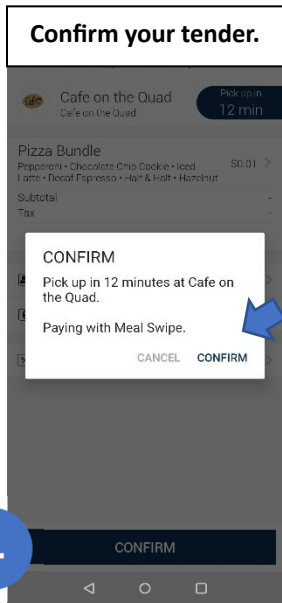 Confirm your tender.
Cafe on the Quad
Cafe on the Quad
Pick up in
12 min
Pizza Bundle
Pepperoni • Chocolate Chip Cookie • Iced
Latte • Decaf Espresso • Half & Half • Hazelnut
$0.01 >
Subtotal -
Tax -
CONFIRM
Pick up in 12 minutes at Cafe on
the Quad.
Paying with Meal Swipe.
CANCEL CONFIRM
CONFIRM